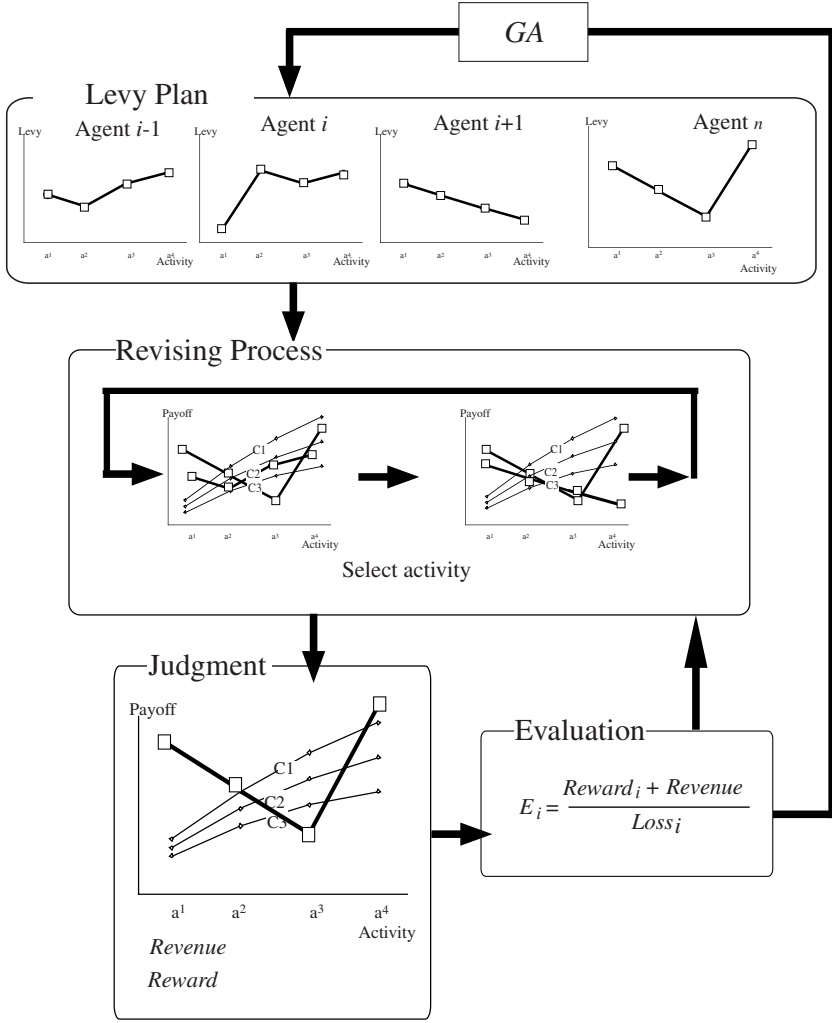 GA
Levy Plan
Agent i-1
Agent i
Agent i+1
Agent n
Levy
Levy
Levy
Levy
a1 a2 a3 a4
Activity
a1 a2 a3 a4
Activity
a1 a2 a3 a4
Activity
a1 a2 a3 a4
Activity
Revising Process
Payoff
C1
C2
C3
a1 a2 a3 a4
Activity
Payoff
C1
C2
C3
a1 a2 a3 a4
Activity
Select activity
Judgment
Payoff
C1
C2
C3
a1 a2 a3 a4
Activity
Revenue
Reward
Evaluation
E i = Reward i + Revenue
Loss i